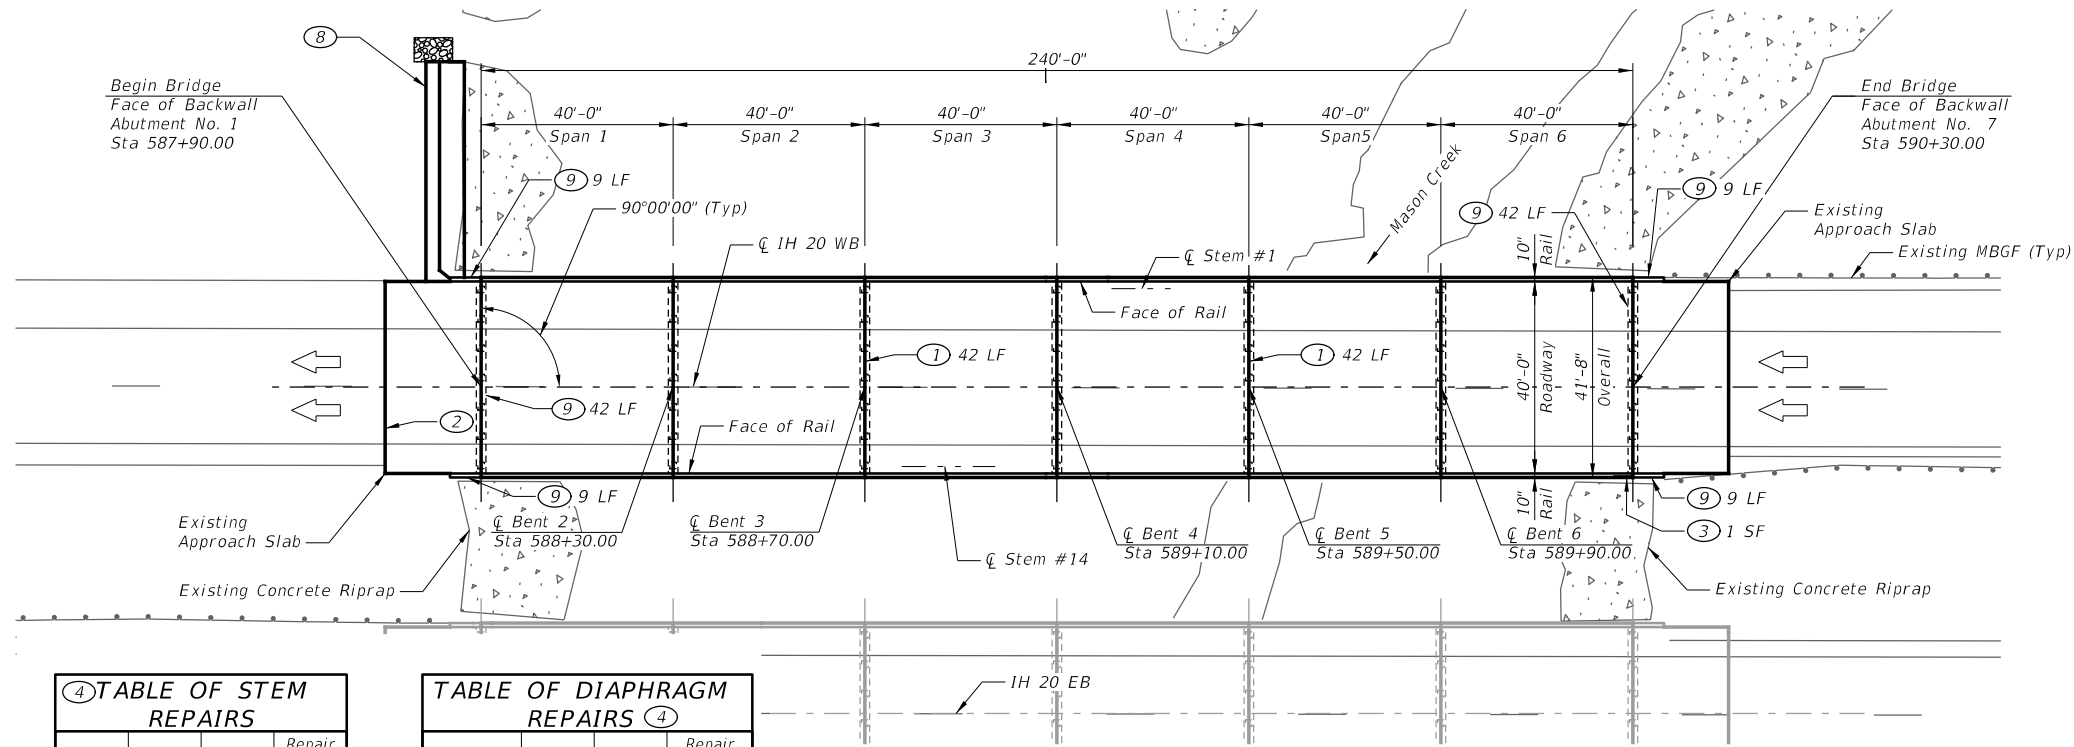 8
240'-0"
Begin Bridge
Face of Backwall
Abutment No. 1
Sta 587+90.00
End Bridge
Face of Backwall
Abutment No. 7
Sta 590+30.00
40'-0"
Span 1
40'-0"
Span 2
40'-0"
Span 3
40'-0"
Span 4
40'-0"
Span5
40'-0"
Span 6
Mason Creek
9 9 LF
90°00'00" (Typ)
9 42 LF
9 9 LF
Existing
Approach Slab
Existing MBGF (Typ)
℄ IH 20 WB
℄ Stem #1
10"
Rail
Face of Rail
1 42 LF
1 42 LF
40'-0"
Roadway
41'-8"
Overall
9 42 LF
2
Face of Rail
9 9 LF
10"
Rail
9 9 LF
3 1 SF
Existing
Approach Slab
℄ Bent 2
Sta 588+30.00
℄ Bent 3
Sta 588+70.00
℄ Stem #14
℄ Bent 4
Sta 589+10.00
℄ Bent 5
Sta 589+50.00
℄ Bent 6
Sta 589+90.00
Existing Concrete Riprap
Existing Concrete Riprap
IH 20 EB
4 TABLE OF STEM
REPAIRS
Repair
TABLE OF DIAPHRAGM
REPAIRS 4
Repair